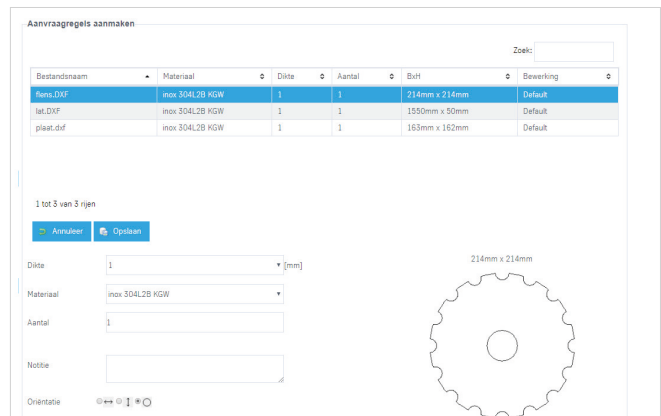 Aanvraagregels aanmaken
Zoek:
Bestandsnaam Materiaal Dikte Aantal BxH Bewerking
flens.DXF inox 304L2B KGW 1 1 214mm x 214mm Default
lat.DXF inox 304L2B KGW 1 1 1550mm x 50mm Default
plaat.dxf inox 304L2B KGW 1 1 163mm x 162mm Default
1 tot 3 van 3 rijen
Annuleer Opslaan
Dikte 1 [mm]
214mm x 214mm
Materiaal inox 304L2B KGW
Aantal 1
Notitie
Oriëntatie